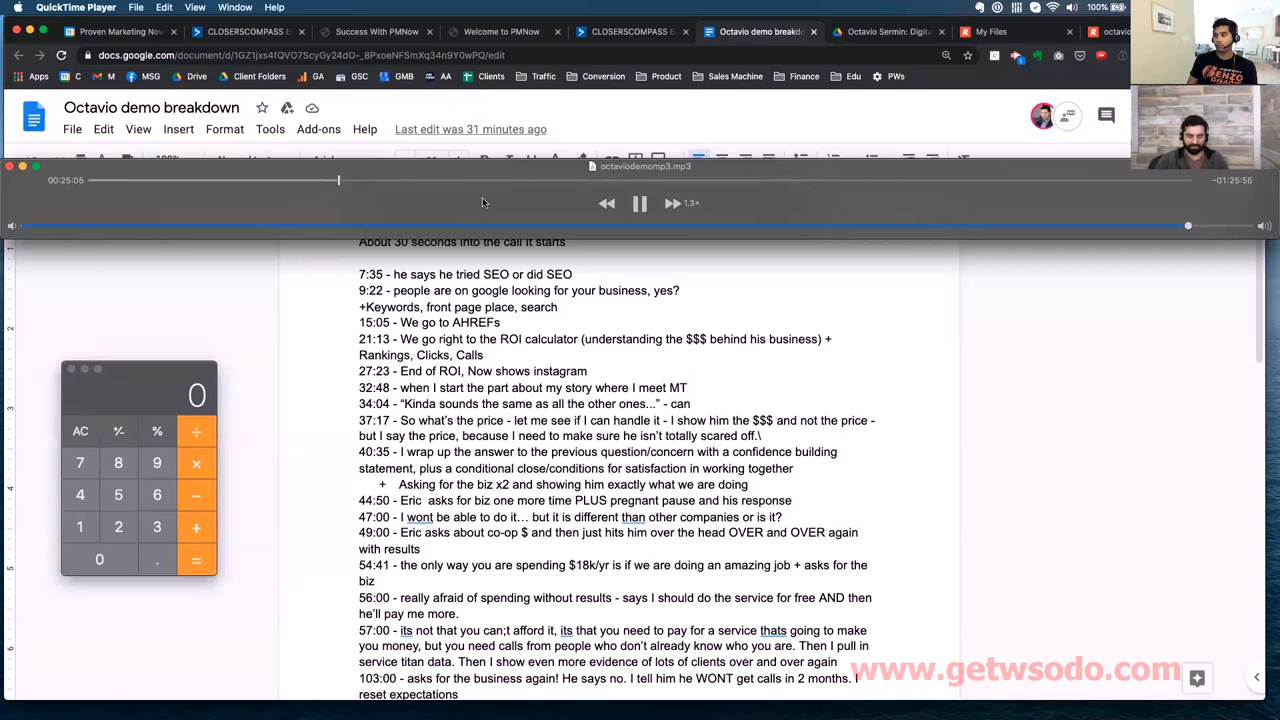 QuickTime Player File Edit View Window Help 100%
Proven Marketing Now CLOSERSCOMPASS E Success With PMNow Welcome to PMNow CLOSERSCOMPASS E Octavio demo breakdo Octavio Sermin: Digita My Files octavi
docs.google.com/document/d/1GZ1jxs4fQVO7ScyGy24dO-_8PxoeNFSmXq34n9Y0wPQ/edit
Apps C M MSG Drive Client Folders GA GSC GMB AA Clients Traffic Conversion Product Sales Machine Finance Edu PWs
Octavio demo breakdown
File Edit View Insert Format Tools Add-ons Help Last edit was 31 minutes ago
octaviodemomp3.mp3
00:25:05 −01:25:56
1.3×
About 30 seconds into the call it starts
7:35 - he says he tried SEO or did SEO
9:22 - people are on google looking for your business, yes?
+Keywords, front page place, search
15:05 - We go to AHREFs
21:13 - We go right to the ROI calculator (understanding the $$$ behind his business) +
Rankings, Clicks, Calls
27:23 - End of ROI, Now shows instagram
32:48 - when I start the part about my story where I meet MT
34:04 - “Kinda sounds the same as all the other ones...” - can
37:17 - So what’s the price - let me see if I can handle it - I show him the $$$ and not the price -
but I say the price, because I need to make sure he isn’t totally scared off.\
40:35 - I wrap up the answer to the previous question/concern with a confidence building
statement, plus a conditional close/conditions for satisfaction in working together
+ Asking for the biz x2 and showing him exactly what we are doing
44:50 - Eric asks for biz one more time PLUS pregnant pause and his response
47:00 - I wont be able to do it… but it is different than other companies or is it?
49:00 - Eric asks about co-op $ and then just hits him over the head OVER and OVER again
with results
54:41 - the only way you are spending $18k/yr is if we are doing an amazing job + asks for the
biz
56:00 - really afraid of spending without results - says I should do the service for free AND then
he’ll pay me more.
57:00 - its not that you can;t afford it, its that you need to pay for a service thats going to make
you money, but you need calls from people who don’t already know who you are. Then I pull in
service titan data. Then I show even more evidence of lots of clients over and over again
103:00 - asks for the business again! He says no. I tell him he WONT get calls in 2 months. I
reset expectations
0
AC +⁄- % ÷
7 8 9 ×
4 5 6 −
1 2 3 +
0 . =
1
2
3
4
5
6
www.getwsodo.com